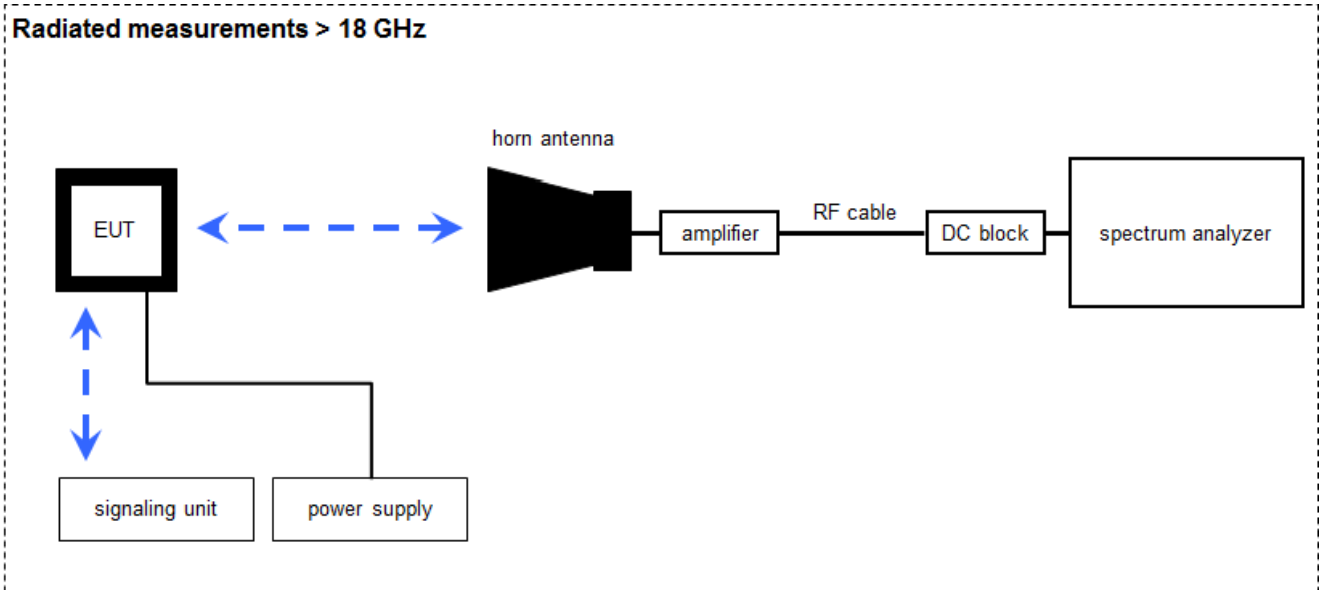 Radiated measurements > 18 GHz
horn antenna
EUT
amplifier
RF cable
DC block
spectrum analyzer
signaling unit
power supply